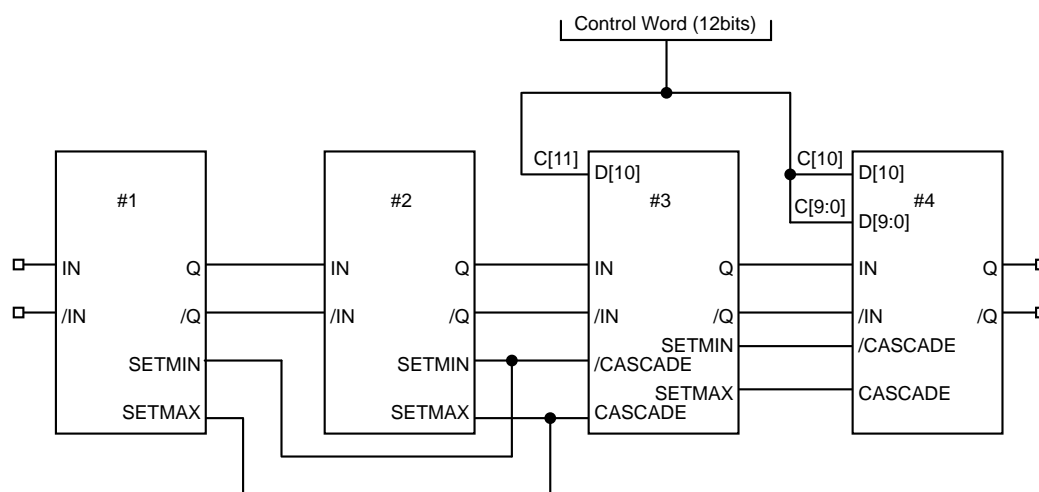 Control Word (12bits)
C[11]
D[10]
C[10]
D[10]
C[9:0]
D[9:0]
#1
#2
#3
#4
IN
Q
IN
Q
IN
Q
IN
Q
/IN
/Q
/IN
/Q
/IN
/Q
/IN
/Q
SETMIN
SETMIN
/CASCADE
SETMIN
/CASCADE
SETMAX
SETMAX
CASCADE
SETMAX
CASCADE